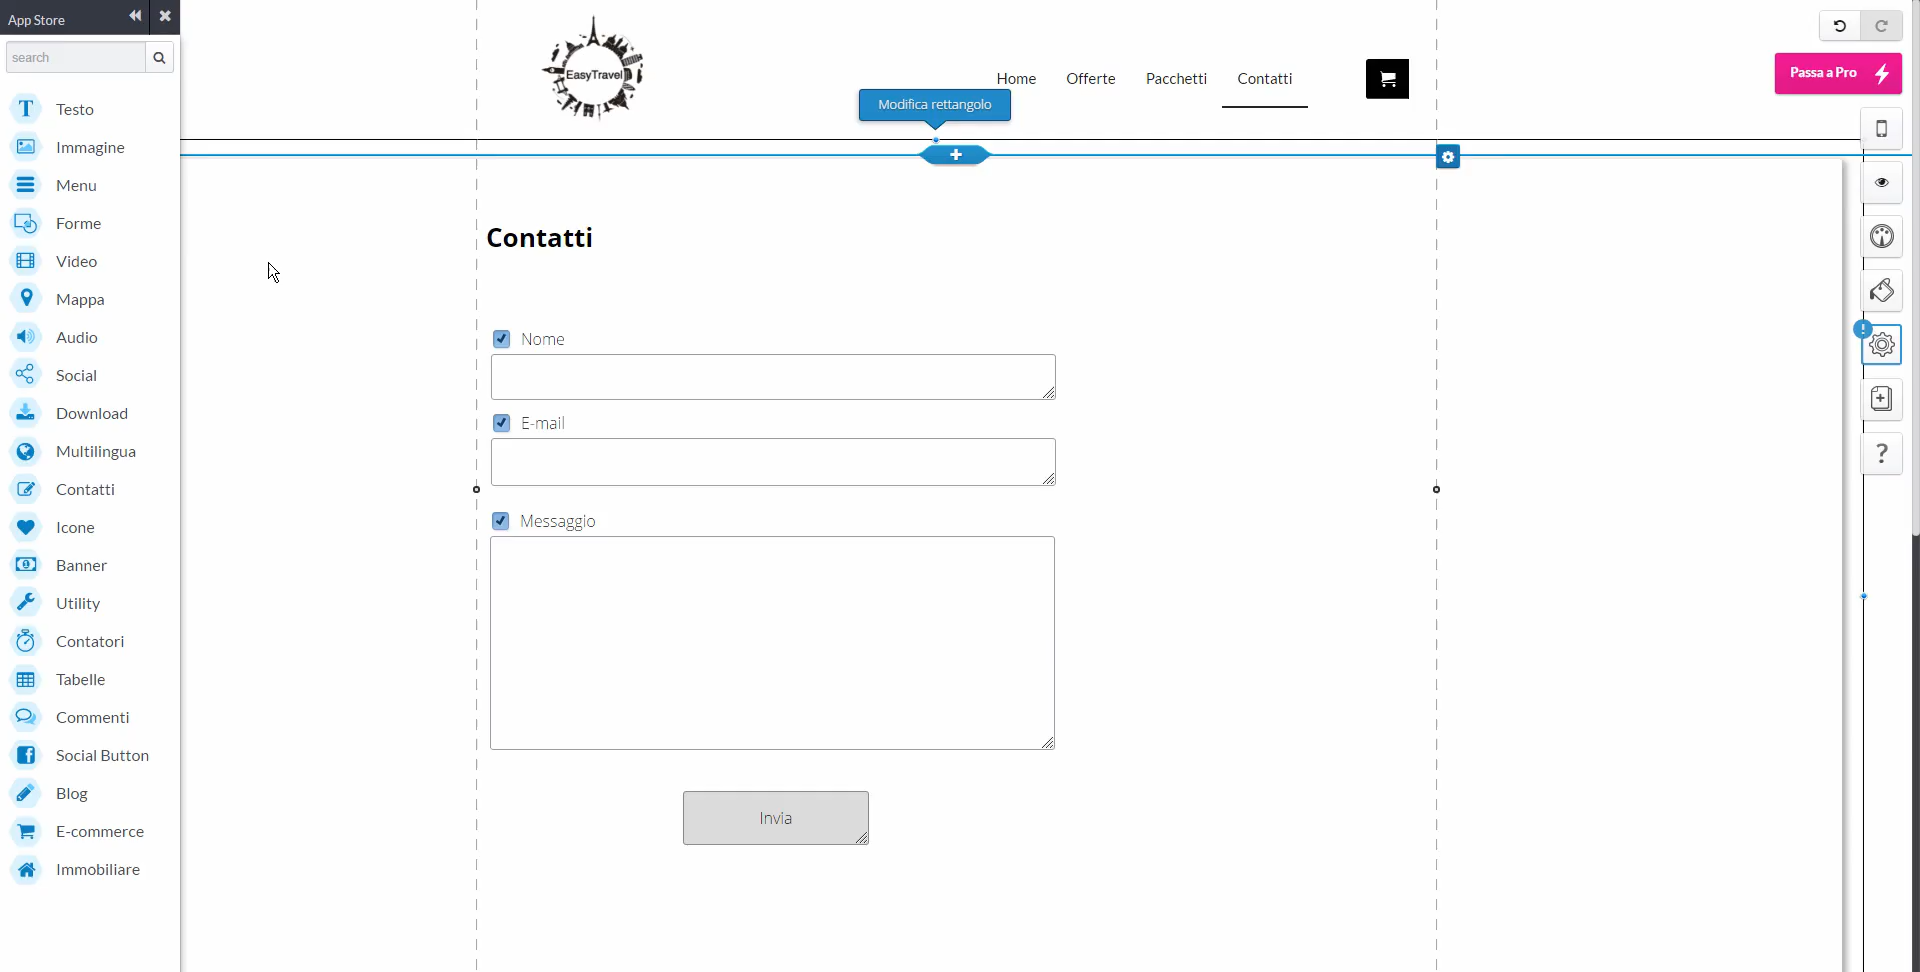 App Store
search
Testo
Immagine
Menu
Forme
Video
Mappa
Audio
Social
Download
Multilingua
Contatti
Icone
Banner
Utility
Contatori
Tabelle
Commenti
Social Button
Blog
E-commerce
Immobiliare
EasyTravel
Home
Offerte
Pacchetti
Contatti
Modifica rettangolo
Passa a Pro
Contatti
Nome
E-mail
Messaggio
Invia